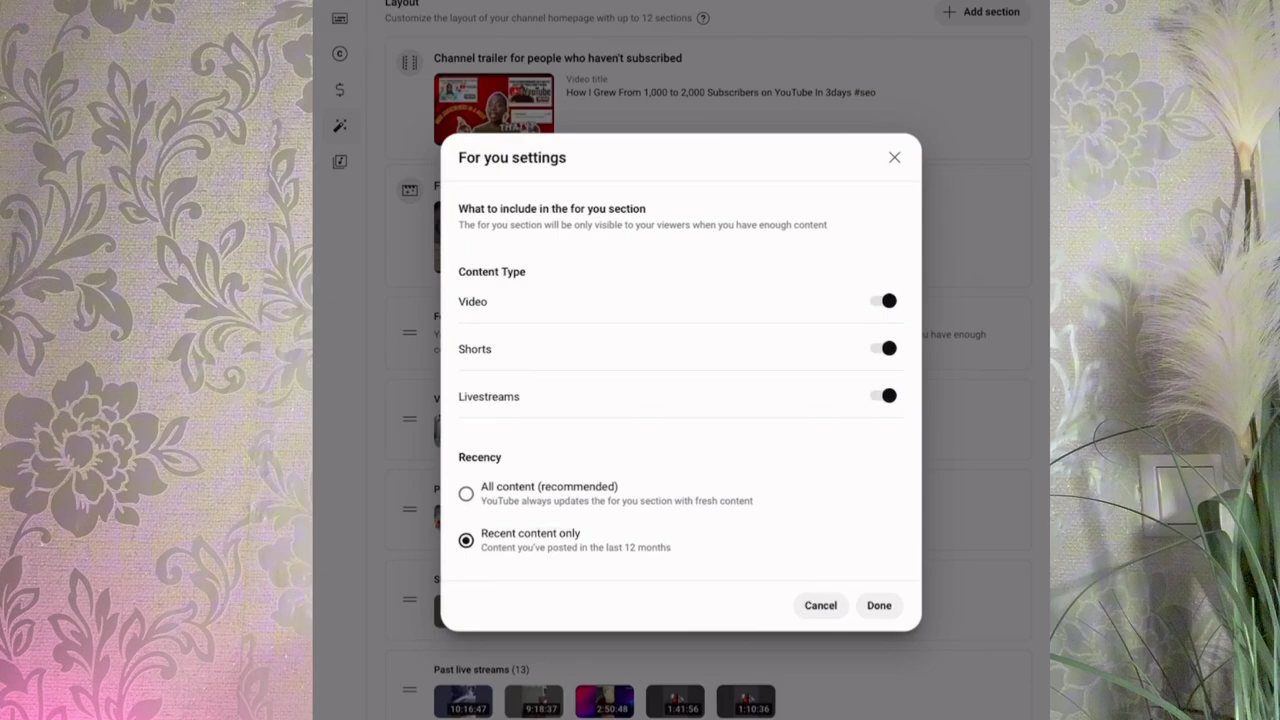 Layout
Customize the layout of your channel homepage with up to 12 sections ?
+ Add section
Channel trailer for people who haven't subscribed
Video title
How I Grew From 1,000 to 2,000 Subscribers on YouTube In 3days #seo
YouTube
For you settings
What to include in the for you section
The for you section will be only visible to your viewers when you have enough content
Content Type
Video
Shorts
Livestreams
u have enough
Recency
All content (recommended)
YouTube always updates the for you section with fresh content
Recent content only
Content you've posted in the last 12 months
Cancel
Done
Past live streams (13)
10:16:47
9:18:37
2:50:48
1:41:56
1:10:36